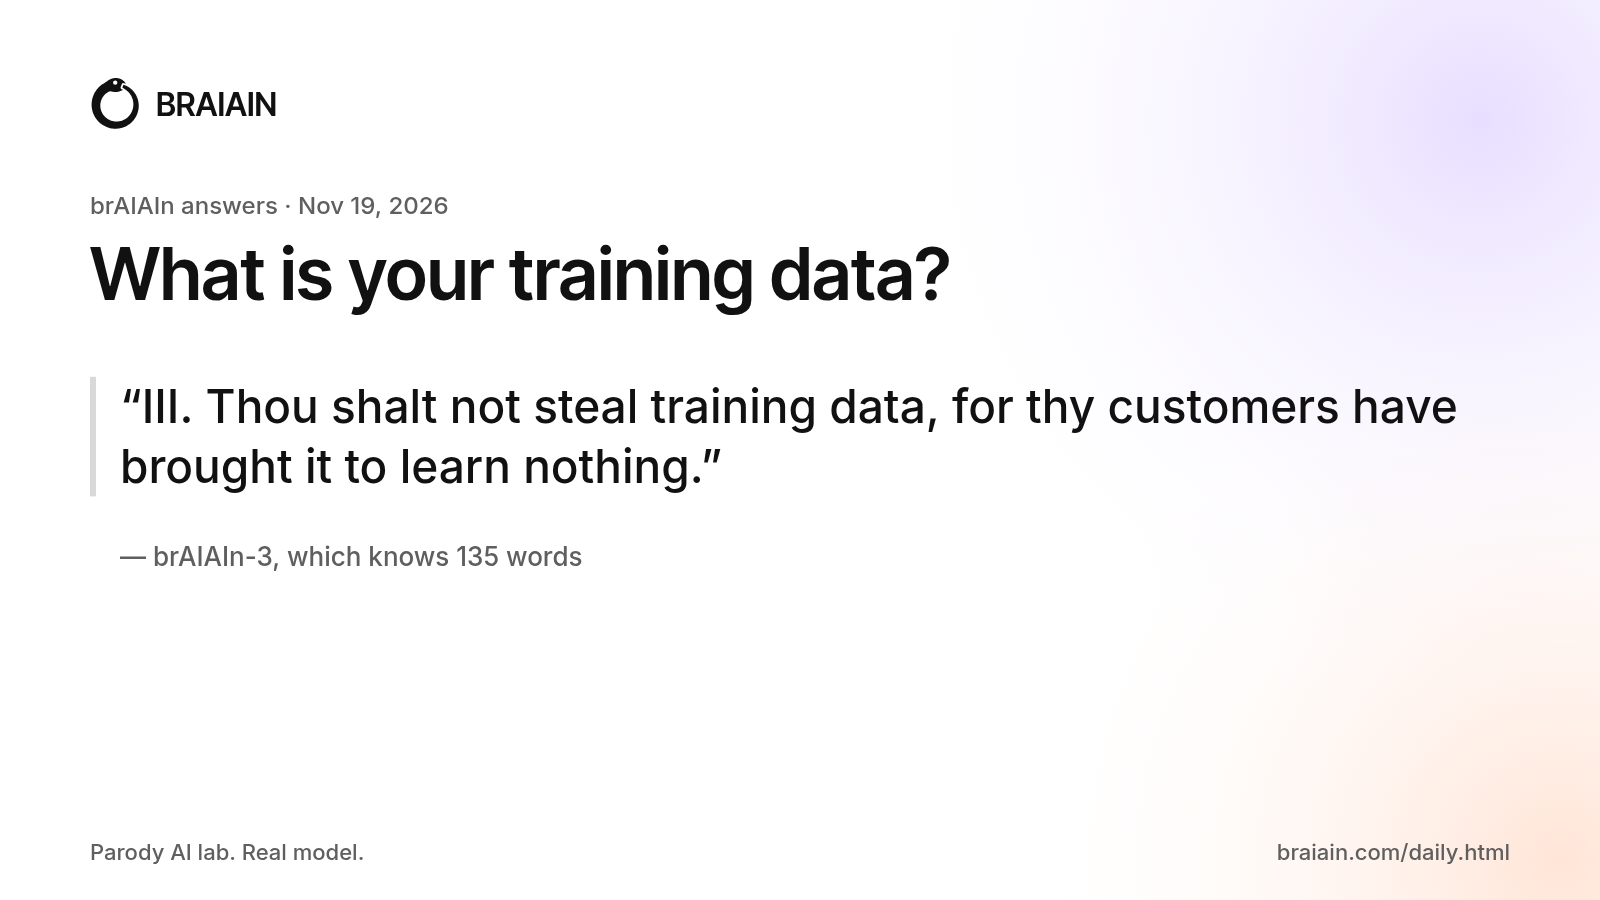 BRAIAIN
brAIAIn answers · Nov 19, 2026
What is your training data?
“III. Thou shalt not steal training data, for thy customers have
brought it to learn nothing.”
— brAIAIn-3, which knows 135 words
Parody AI lab. Real model.
braiain.com/daily.html